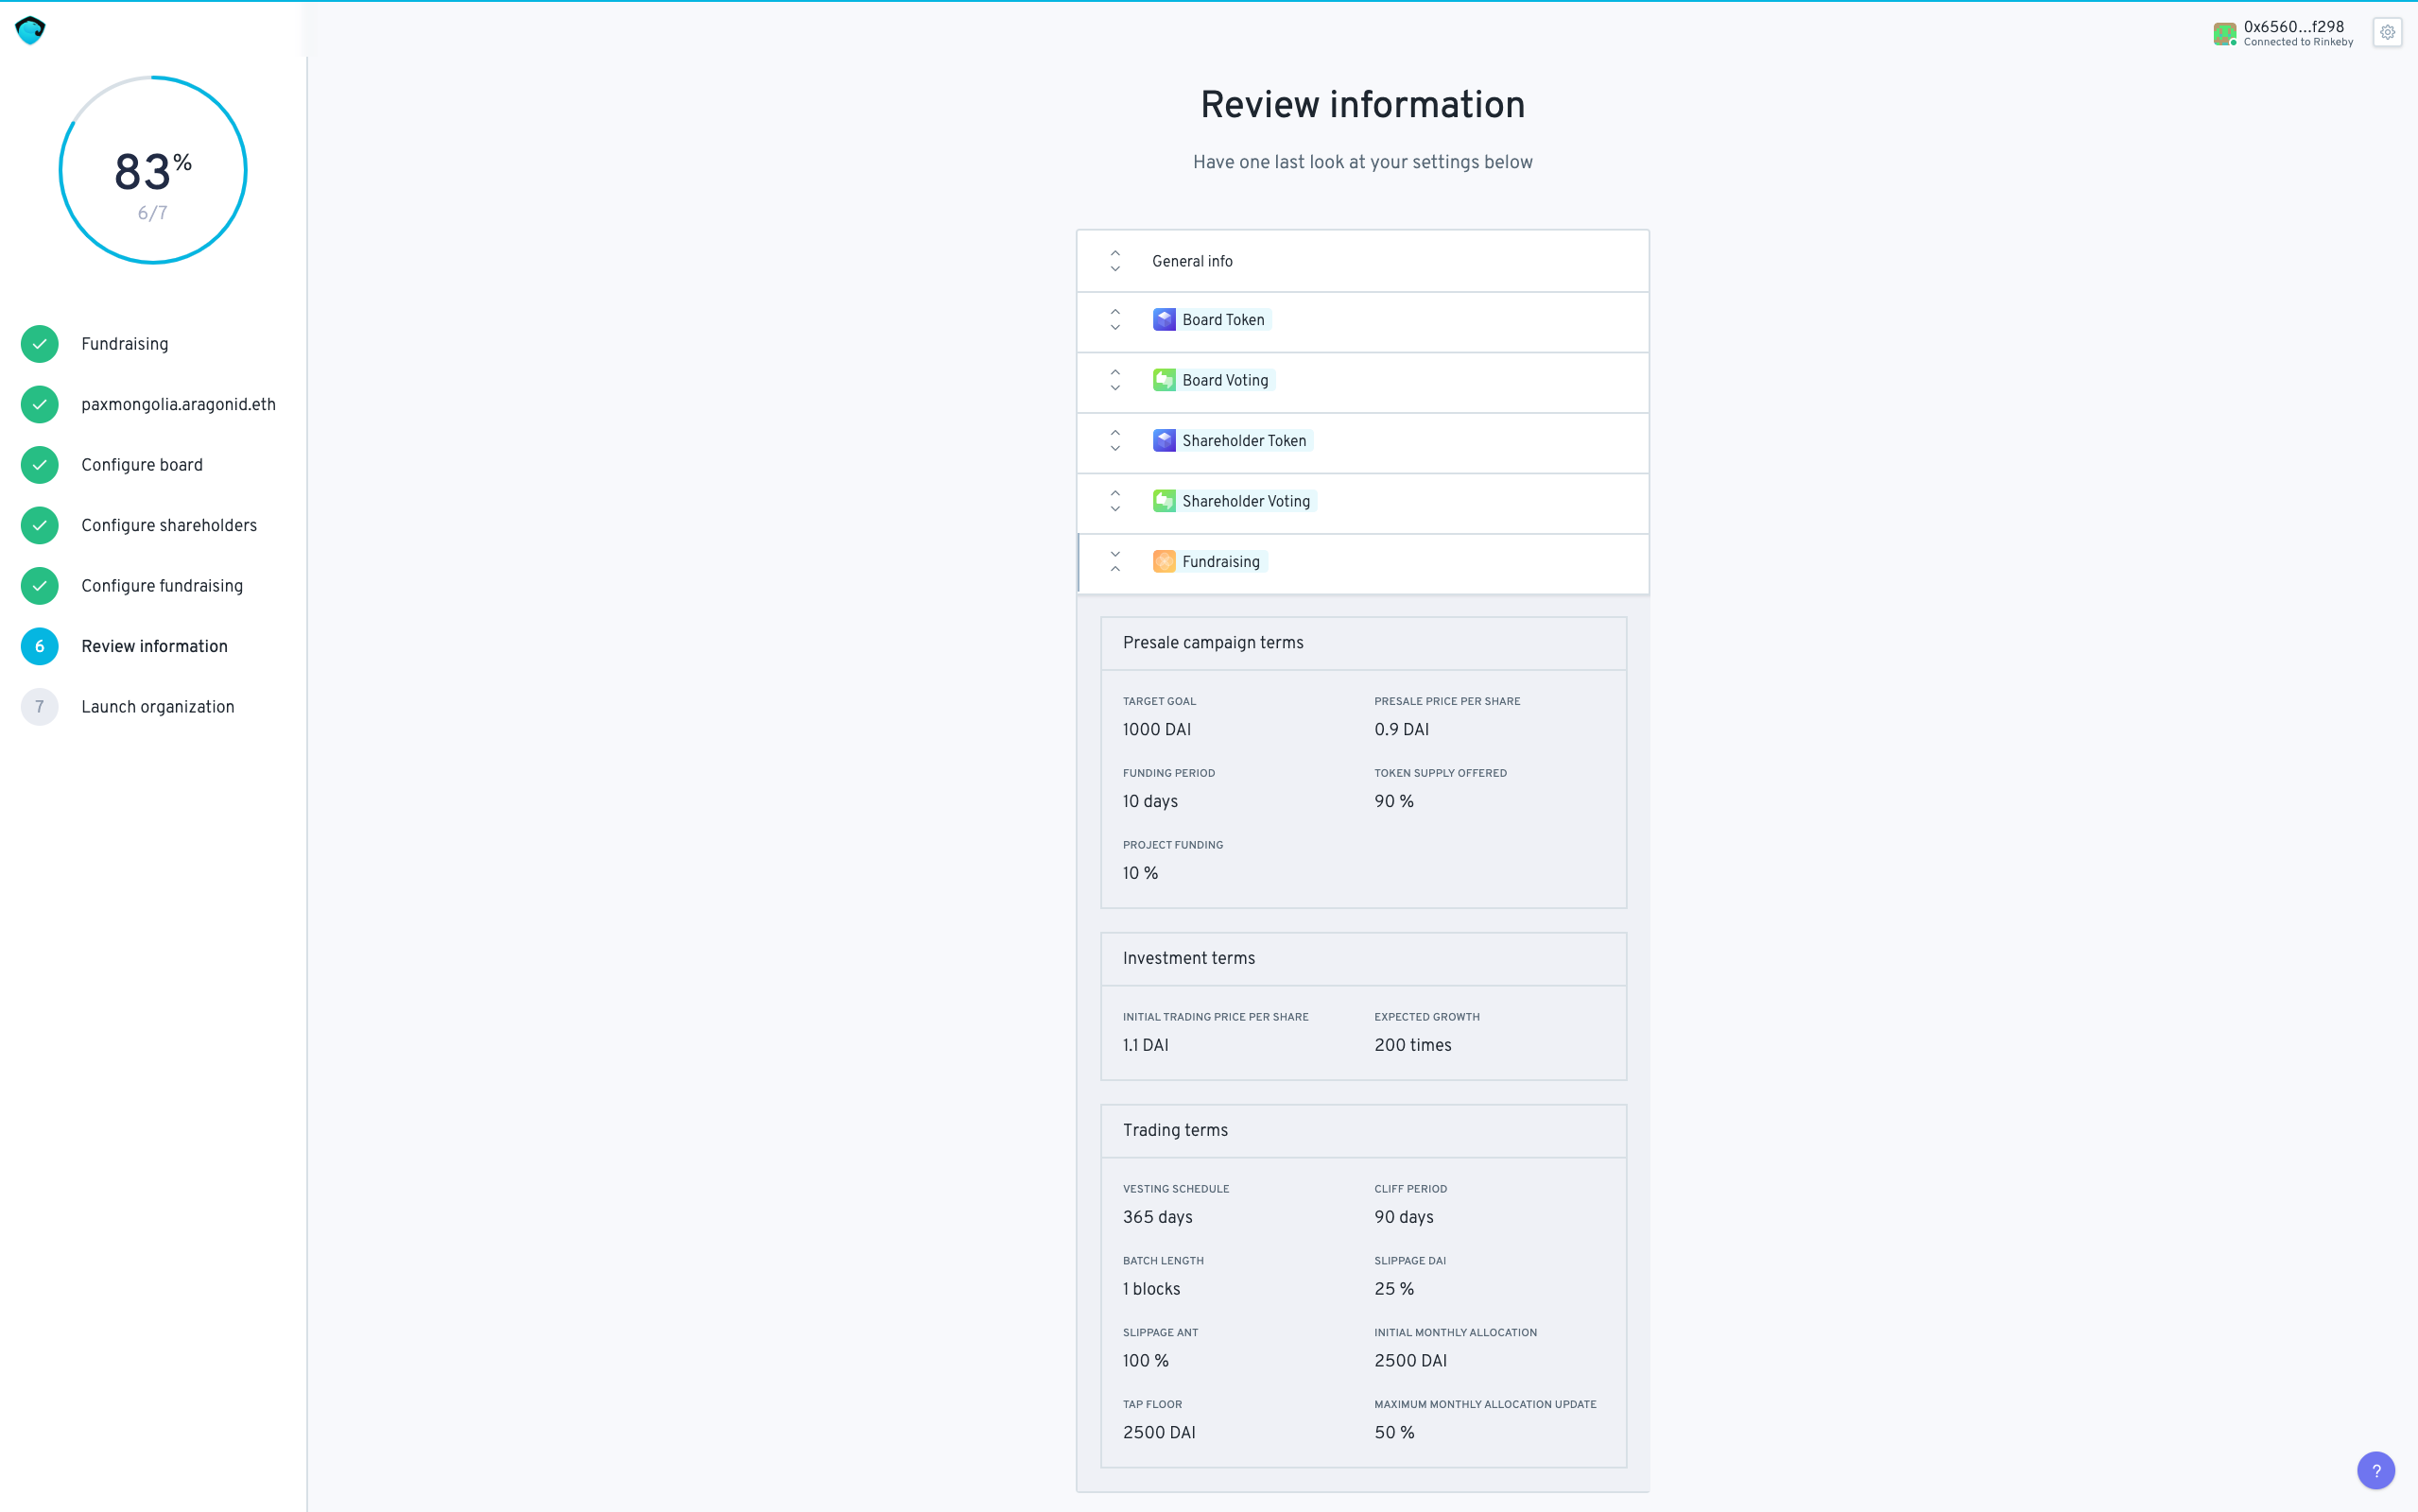 0x6560...f298
Connected to Rinkeby
83%
6/7
Fundraising
paxmongolia.aragonid.eth
Configure board
Configure shareholders
Configure fundraising
6 Review information
7 Launch organization
Review information
Have one last look at your settings below
General info
Board Token
Board Voting
Shareholder Token
Shareholder Voting
Fundraising
Presale campaign terms
TARGET GOAL
1000 DAI
PRESALE PRICE PER SHARE
0.9 DAI
FUNDING PERIOD
10 days
TOKEN SUPPLY OFFERED
90 %
PROJECT FUNDING
10 %
Investment terms
INITIAL TRADING PRICE PER SHARE
1.1 DAI
EXPECTED GROWTH
200 times
Trading terms
VESTING SCHEDULE
365 days
CLIFF PERIOD
90 days
BATCH LENGTH
1 blocks
SLIPPAGE DAI
25 %
SLIPPAGE ANT
100 %
INITIAL MONTHLY ALLOCATION
2500 DAI
TAP FLOOR
2500 DAI
MAXIMUM MONTHLY ALLOCATION UPDATE
50 %
?